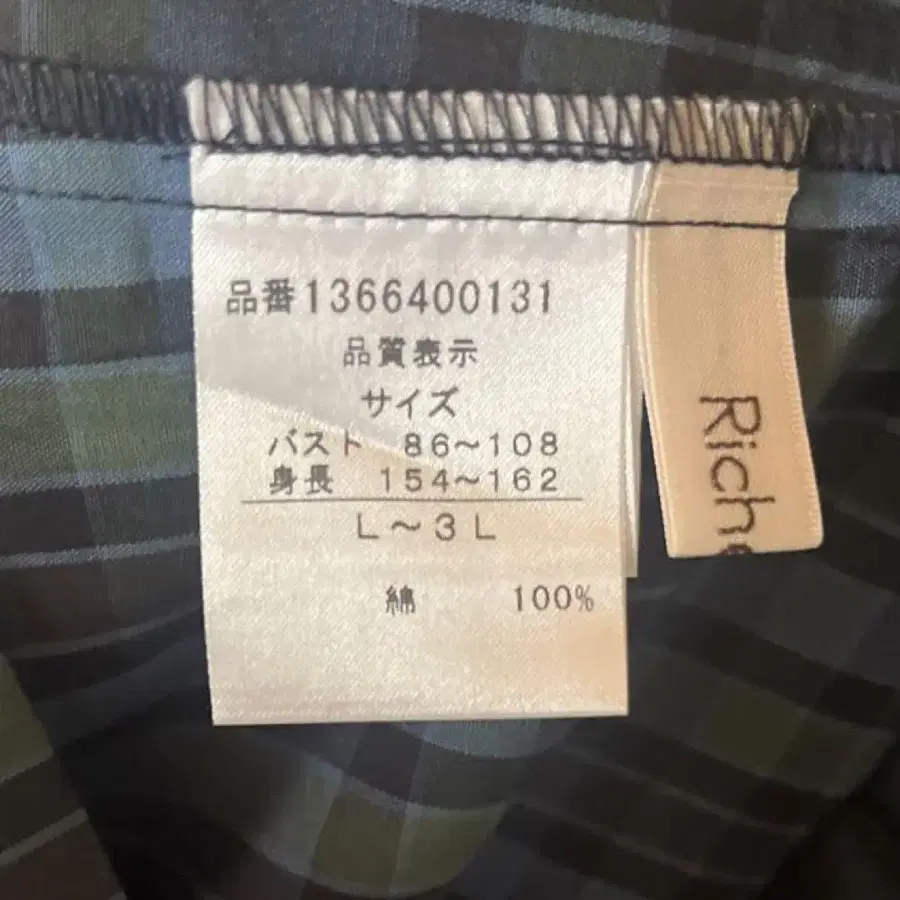 品番1366400131
品質表示
サイズ
バスト 86～108
身長 154～162
L～3L
綿 100%
Rich